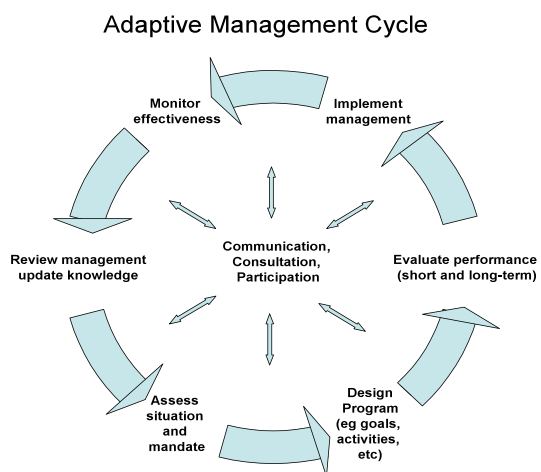 Adaptive Management Cycle
Monitor
effectiveness
Implement
management
Review management
update knowledge
Communication,
Consultation,
Participation
Evaluate performance
(short and long-term)
Assess
situation
and
mandate
Design
Program
(eg goals,
activities,
etc)